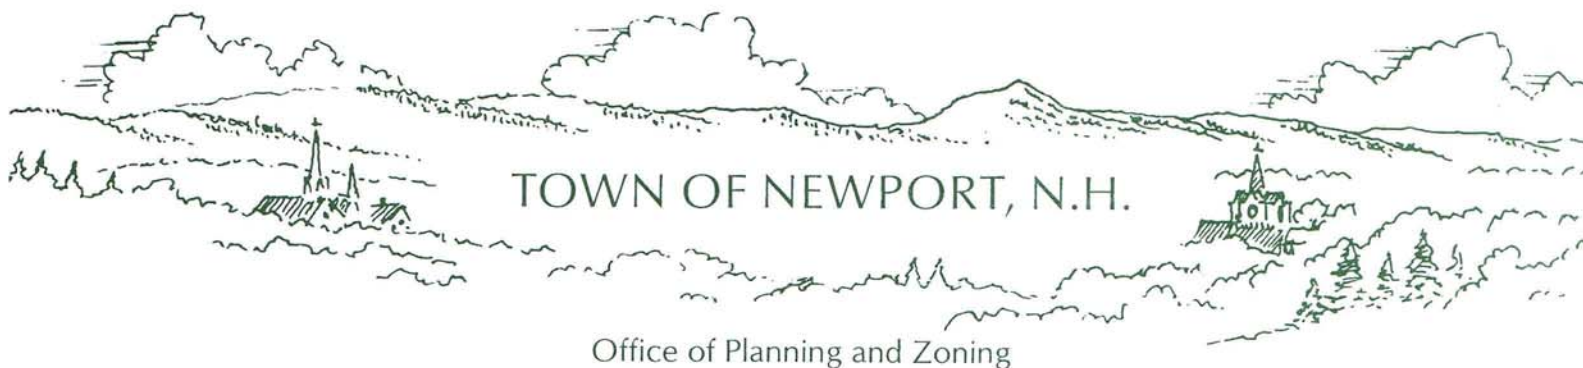 TOWN OF NEWPORT, N.H.
Office of Planning and Zoning